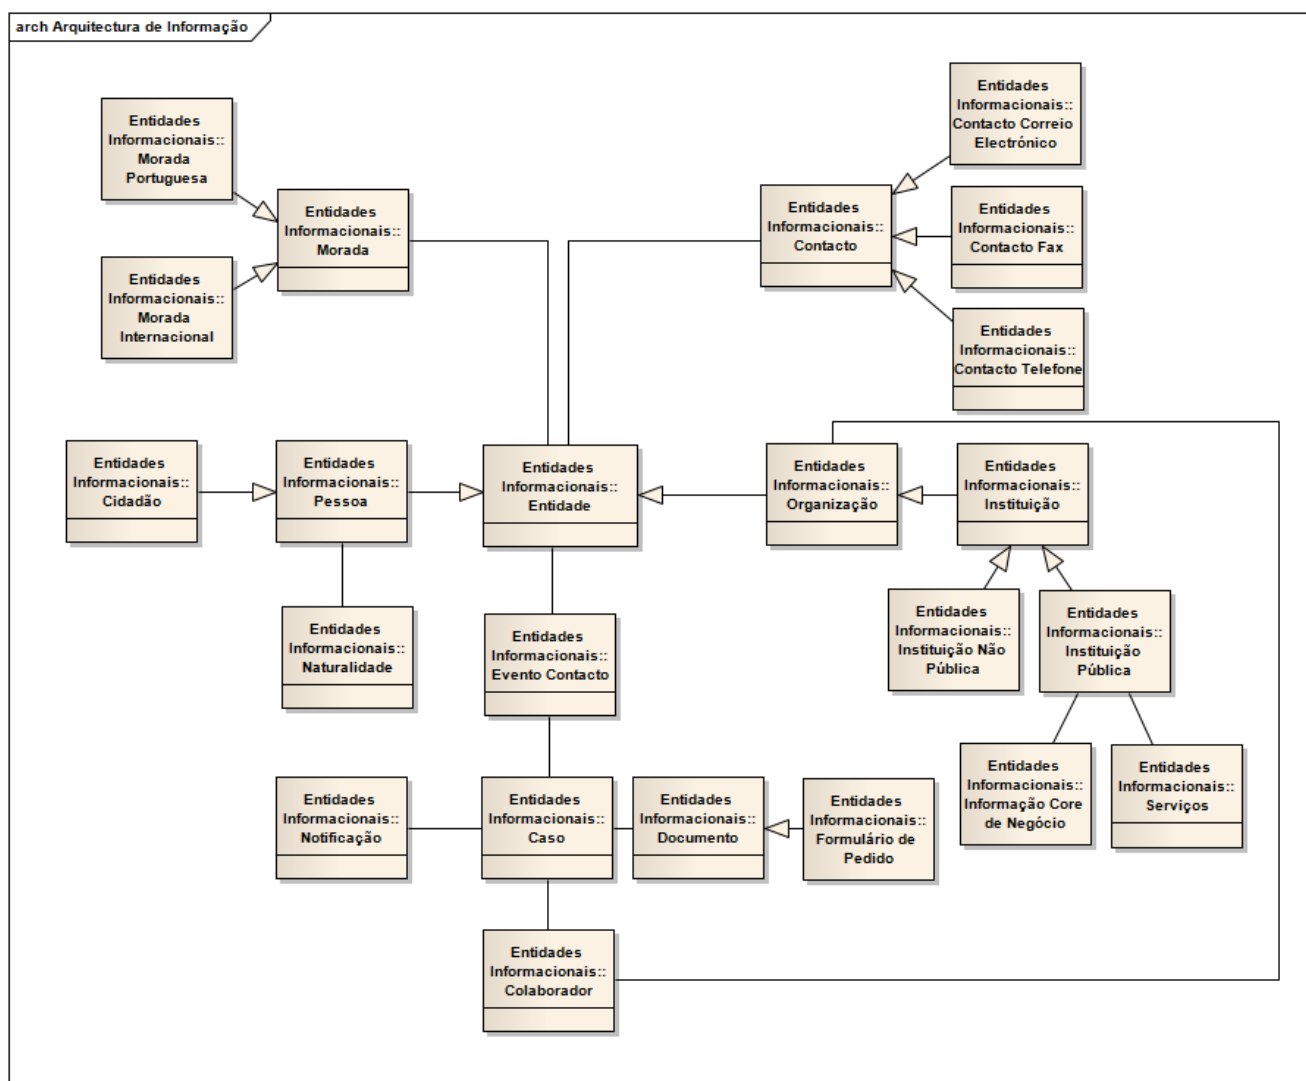 arch Arquitectura de Informação
Entidades
Informacionais::
Morada
Portuguesa
Entidades
Informacionais::
Morada
Entidades
Informacionais::
Morada
Internacional
Entidades
Informacionais::
Contacto Correio
Electrónico
Entidades
Informacionais::
Contacto
Entidades
Informacionais::
Contacto Fax
Entidades
Informacionais::
Contacto Telefone
Entidades
Informacionais::
Cidadão
Entidades
Informacionais::
Pessoa
Entidades
Informacionais::
Entidade
Entidades
Informacionais::
Organização
Entidades
Informacionais::
Instituição
Entidades
Informacionais::
Naturalidade
Entidades
Informacionais::
Evento Contacto
Entidades
Informacionais::
Instituição Não
Pública
Entidades
Informacionais::
Instituição
Pública
Entidades
Informacionais::
Notificação
Entidades
Informacionais::
Caso
Entidades
Informacionais::
Documento
Entidades
Informacionais::
Formulário de
Pedido
Entidades
Informacionais::
Informação Core
de Negócio
Entidades
Informacionais::
Serviços
Entidades
Informacionais::
Colaborador